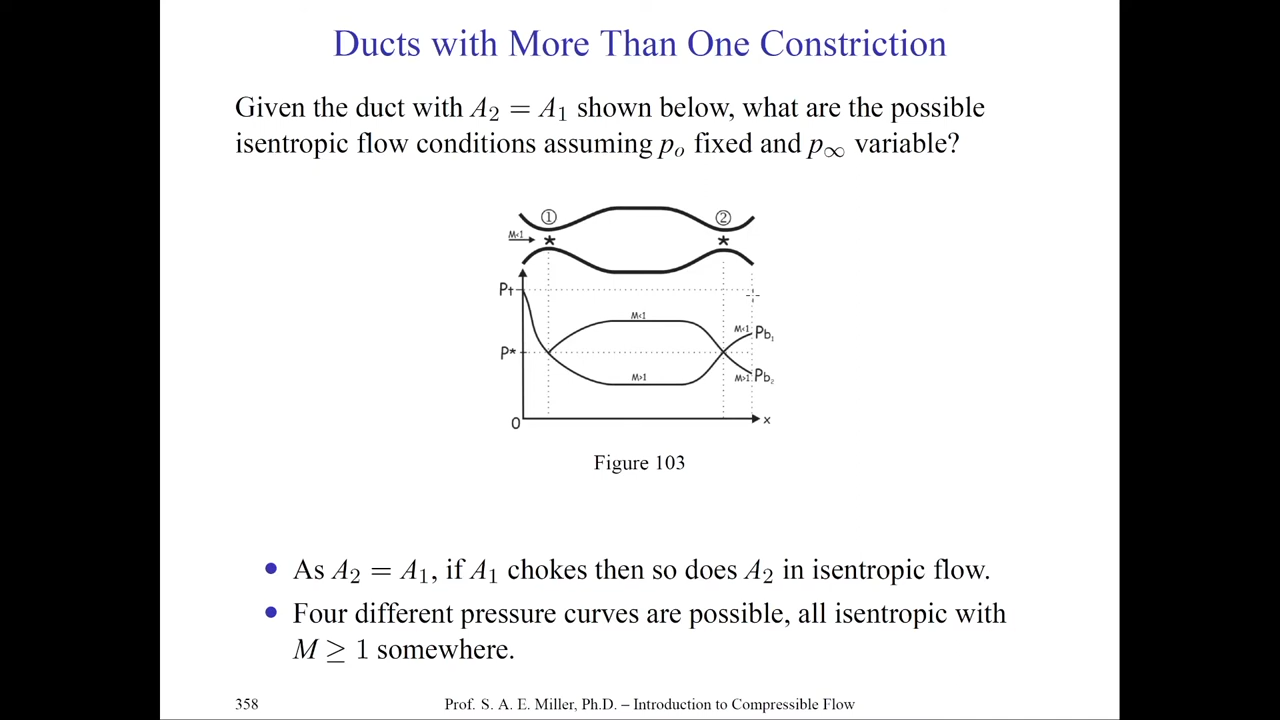 Ducts with More Than One Constriction
Given the duct with A₂ = A₁ shown below, what are the possible
isentropic flow conditions assuming pₒ fixed and p∞ variable?
① ②
M<1 * *
Pt
M<1
M<1 Pb₁
P*
M>1 M>1 Pb₂
0 x
Figure 103
• As A₂ = A₁, if A₁ chokes then so does A₂ in isentropic flow.
• Four different pressure curves are possible, all isentropic with
M ≥ 1 somewhere.
358 Prof. S. A. E. Miller, Ph.D. – Introduction to Compressible Flow